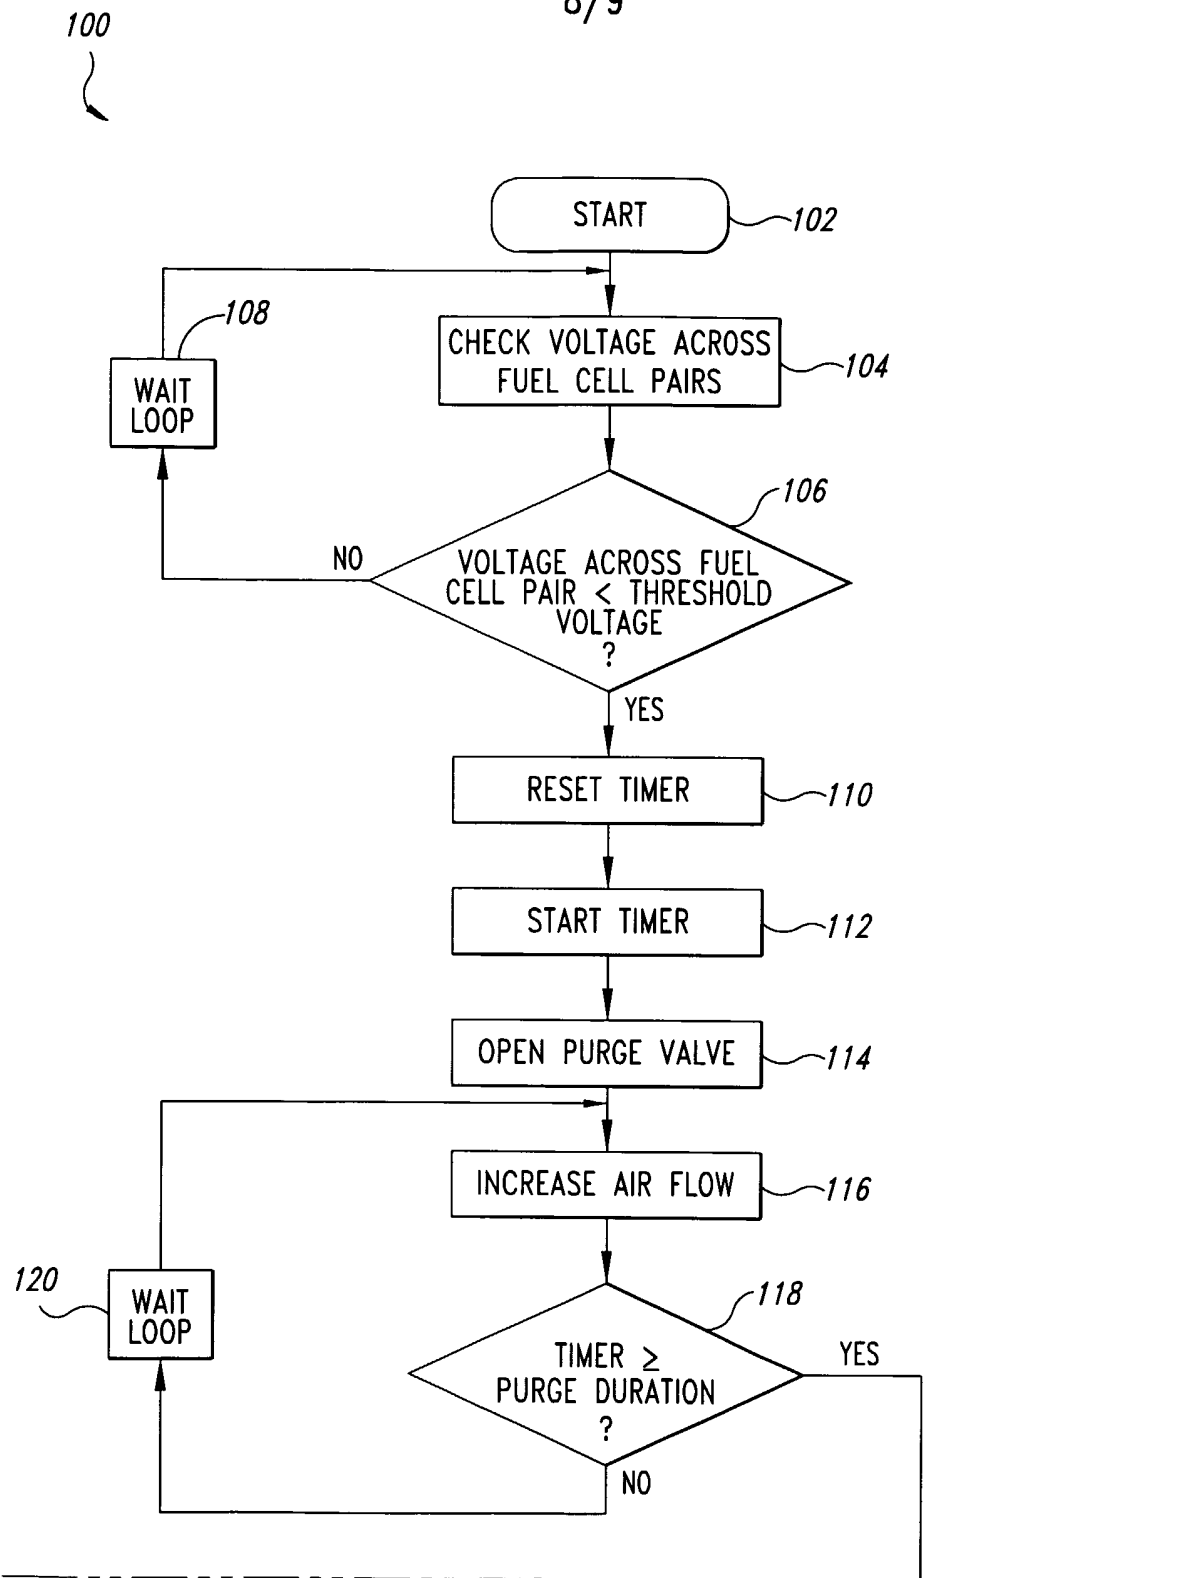 8/9
100
START
102
108
CHECK VOLTAGE ACROSS
FUEL CELL PAIRS
104
WAIT
LOOP
106
NO
VOLTAGE ACROSS FUEL
CELL PAIR < THRESHOLD
VOLTAGE
?
YES
RESET TIMER
110
START TIMER
112
OPEN PURGE VALVE
114
INCREASE AIR FLOW
116
120
WAIT
LOOP
118
TIMER ≥
PURGE DURATION
?
YES
NO